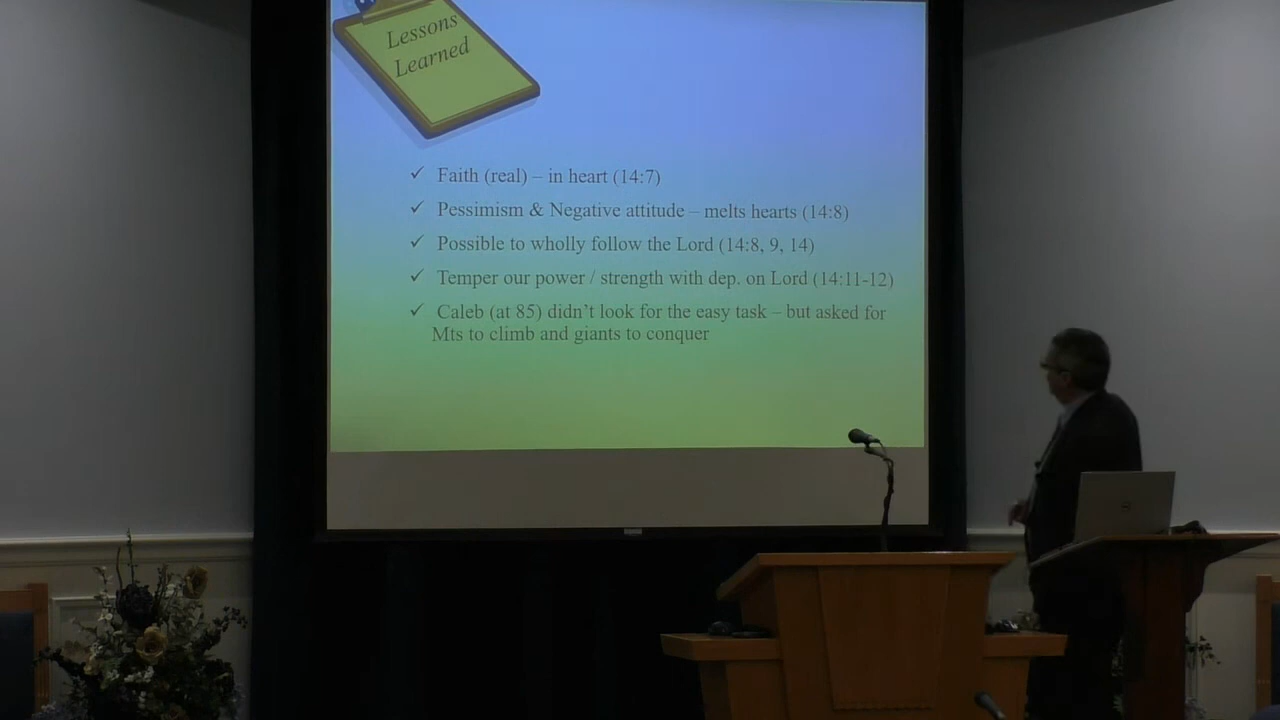 Lessons
Learned
✓ Faith (real) – in heart (14:7)
✓ Pessimism & Negative attitude – melts hearts (14:8)
✓ Possible to wholly follow the Lord (14:8, 9, 14)
✓ Temper our power / strength with dep. on Lord (14:11-12)
✓ Caleb (at 85) didn't look for the easy task – but asked for
Mts to climb and giants to conquer